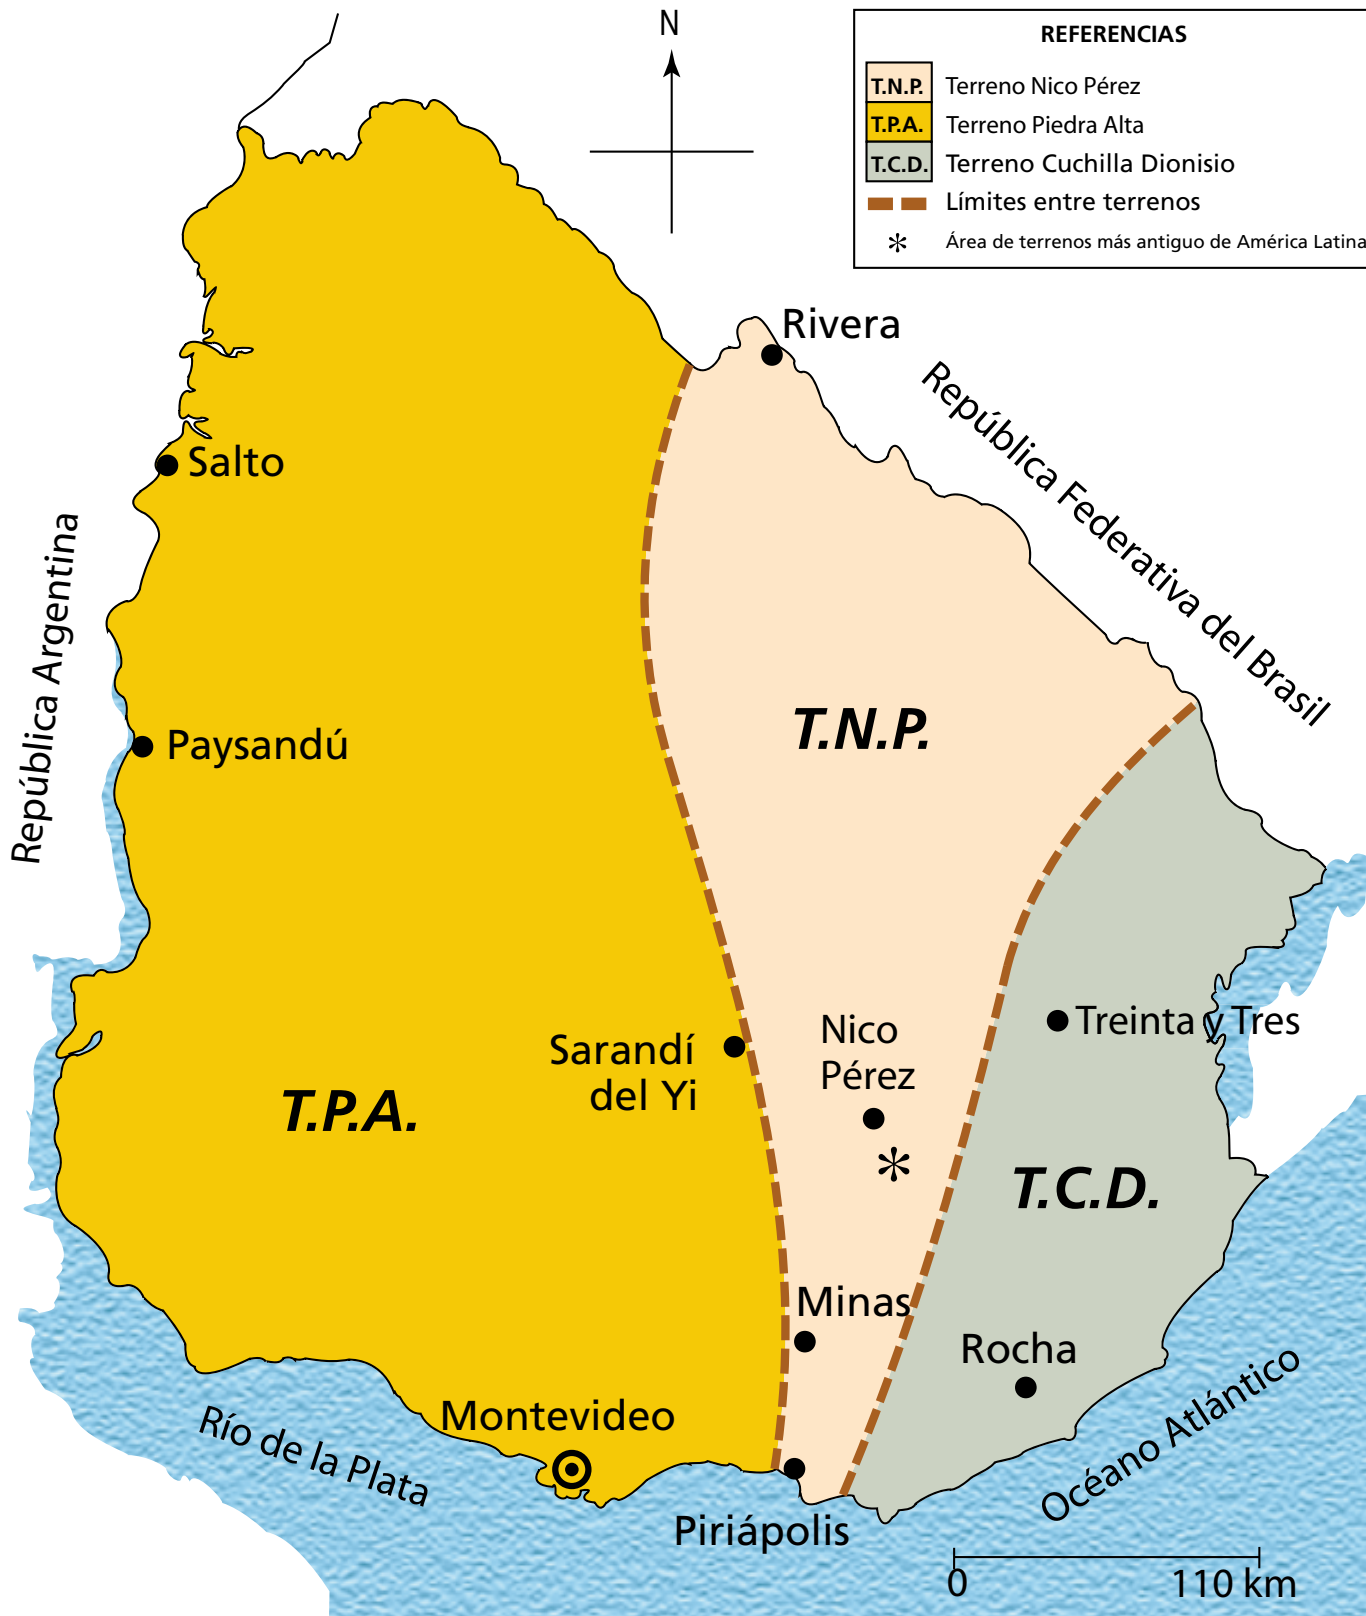 N
REFERENCIAS
T.N.P. Terreno Nico Pérez
T.P.A. Terreno Piedra Alta
T.C.D. Terreno Cuchilla Dionisio
Límites entre terrenos
* Área de terrenos más antiguo de América Latina
Rivera
República Federativa del Brasil
Salto
República Argentina
Paysandú
T.N.P.
Sarandí
del Yi
Nico
Pérez
*
Treinta y Tres
T.P.A.
T.C.D.
Minas
Rocha
Montevideo
Río de la Plata
Piriápolis
Océano Atlántico
0 110 km